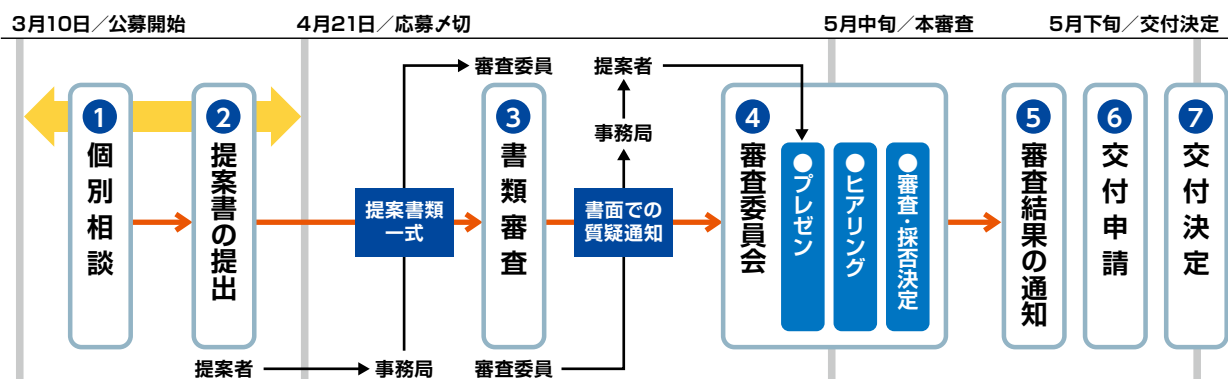 3月10日／公募開始
4月21日／応募〆切
5月中旬／本審査
5月下旬／交付決定
審査委員
提案者
事務局
1 個別相談
2 提案書の提出
提案書類
一式
3 書類審査
書面での
質疑通知
4 審査委員会
●プレゼン
●ヒアリング
●審査・採否決定
5 審査結果の通知
6 交付申請
7 交付決定
提案者
事務局
審査委員